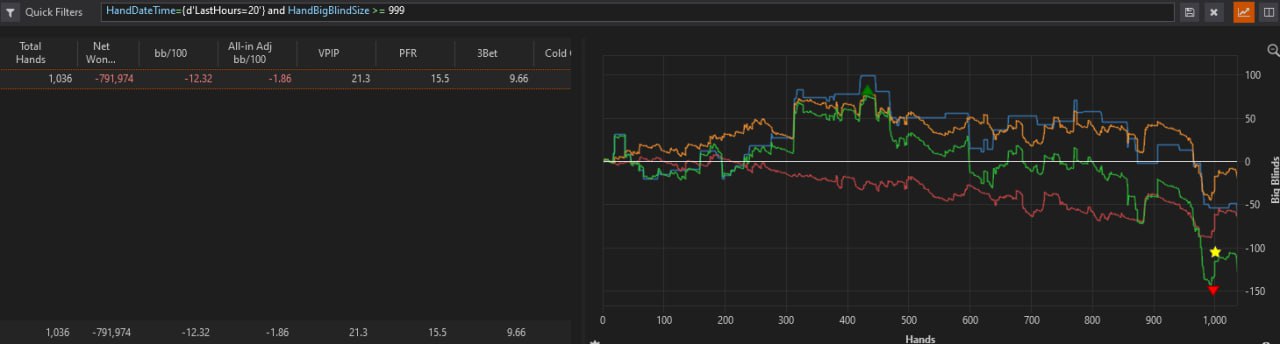 Quick Filters
HandDateTime={d'LastHours=20'} and HandBigBlindSize >= 999
Total Hands
Net Won...
bb/100
All-in Adj bb/100
VPIP
PFR
3Bet
Cold
1,036 -791,974 -12.32 -1.86 21.3 15.5 9.66
1,036 -791,974 -12.32 -1.86 21.3 15.5 9.66
100
50
0
-50
-100
-150
Big Blinds
0 100 200 300 400 500 600 700 800 900 1,000
Hands